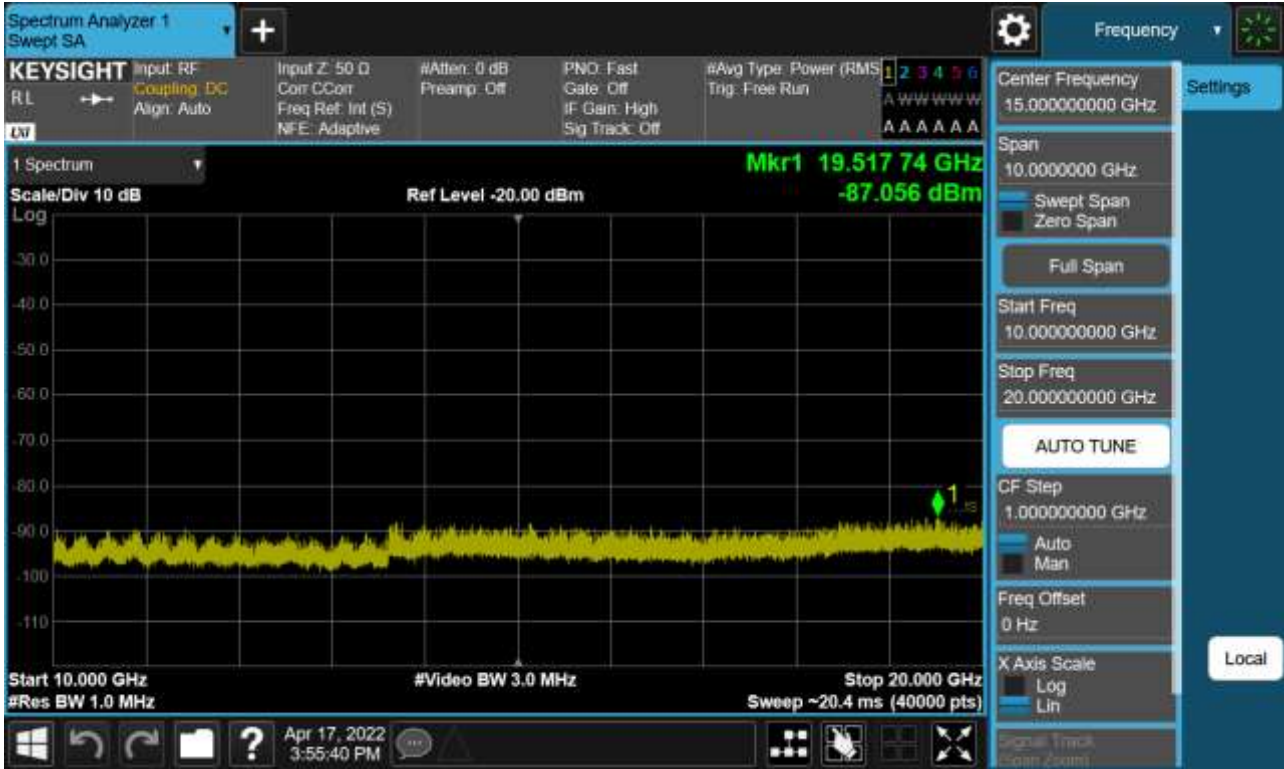 Spectrum Analyzer 1
Swept SA
+
Frequency
KEYSIGHT
RL
LXI
Input: RF
Coupling: DC
Align: Auto
Input Z: 50 Ω
Corr CCorr
Freq Ref: Int (S)
NFE: Adaptive
#Atten: 0 dB
Preamp: Off
PNO: Fast
Gate: Off
IF Gain: High
Sig Track: Off
#Avg Type: Power (RMS
Trig: Free Run
1 2 3 4 5 6
A W W W W W
A A A A A A
1 Spectrum
Scale/Div 10 dB
Ref Level -20.00 dBm
Mkr1 19.517 74 GHz
-87.056 dBm
Log
-30.0
-40.0
-50.0
-60.0
-70.0
-80.0
-90.0
-100
-110
1
Start 10.000 GHz
#Video BW 3.0 MHz
Stop 20.000 GHz
#Res BW 1.0 MHz
Sweep ~20.4 ms (40000 pts)
Center Frequency
15.000000000 GHz
Span
10.0000000 GHz
Swept Span
Zero Span
Full Span
Start Freq
10.000000000 GHz
Stop Freq
20.000000000 GHz
AUTO TUNE
CF Step
1.000000000 GHz
Auto
Man
Freq Offset
0 Hz
X Axis Scale
Log
Lin
Signal Track
(Span Zoom)
Settings
Local
?
Apr 17, 2022
3:55:40 PM